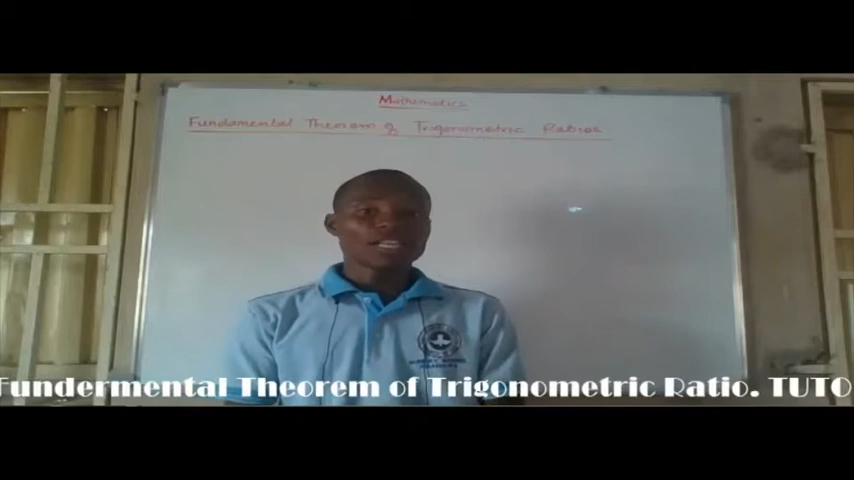 Mathematics
Fundamental Theorem of Trigonometric Ratios
Fundermental Theorem of Trigonometric Ratio. TUTO